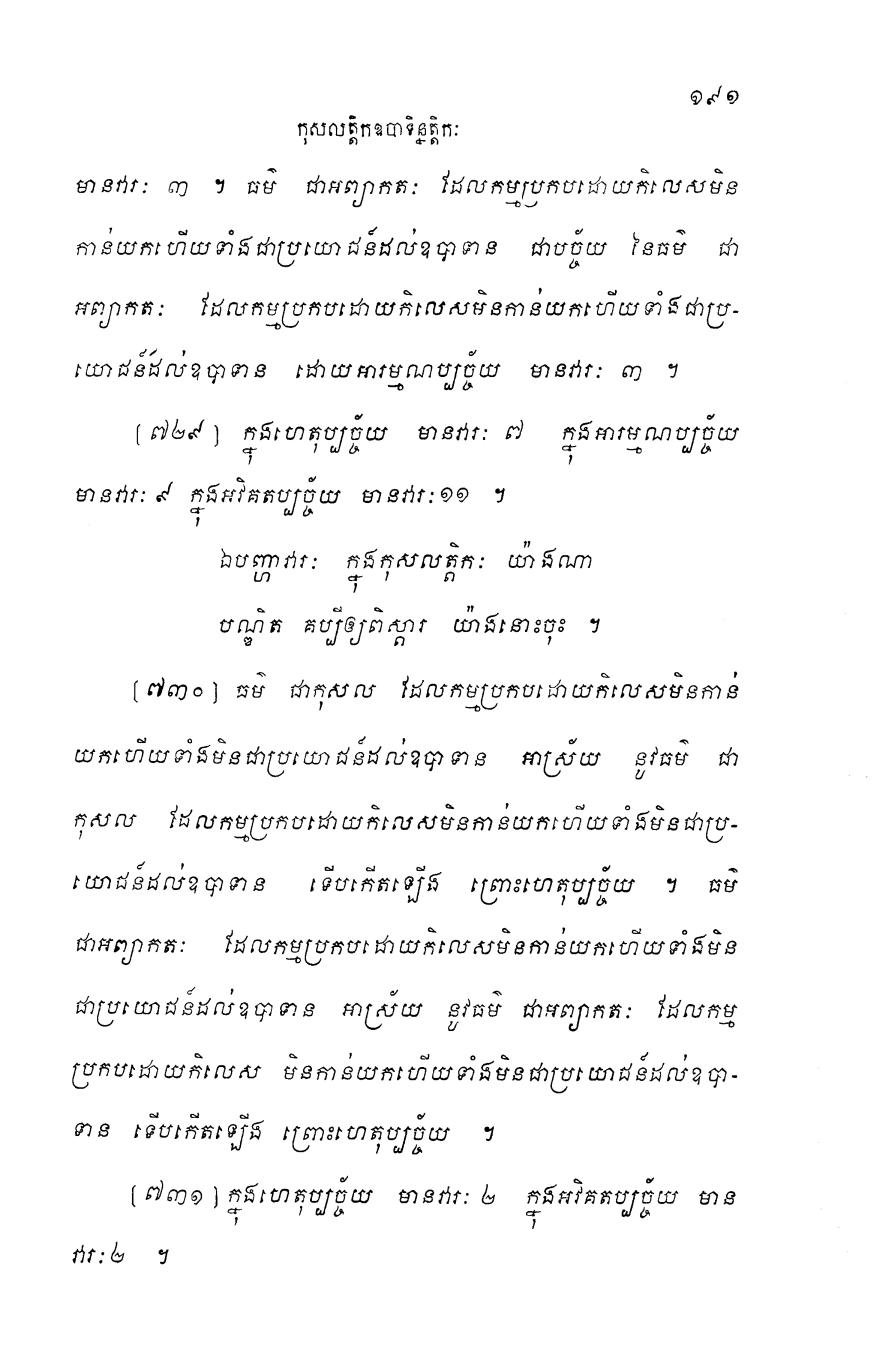 ១៩១
កុសលត្តិកឧបាទិន្នត្តិកៈ
មានវារៈ ៣ ។ ធម៌ ជាអព្យាកតៈ ដែលកម្មប្រកបដោយកិលេសមិន
កាន់យកហើយទាំងជាប្រយោជន៍ដល់ឧបាទាន ជាបច្ច័យ នៃធម៌ ជា
អព្យាកតៈ ដែលកម្មប្រកបដោយកិលេសមិនកាន់យកហើយទាំងជាប្រ-
យោជន៍ដល់ឧបាទាន ដោយអារម្មណប្បច្ច័យ មានវារៈ ៣ ។
(៧២៩) ក្នុងហេតុប្បច្ច័យ មានវារៈ ៧ ក្នុងអារម្មណប្បច្ច័យ
មានវារៈ ៩ ក្នុងអវិគតប្បច្ច័យ មានវារៈ១១ ។
ឯបញ្ហាវារៈ ក្នុងកុសលត្តិកៈ យ៉ាងណា
បណ្ឌិត គប្បីឲ្យពិស្តារ យ៉ាងនោះចុះ ។
(៧៣០) ធម៌ ជាកុសល ដែលកម្មប្រកបដោយកិលេសមិនកាន់
យកហើយទាំងមិនជាប្រយោជន៍ដល់ឧបាទាន អាស្រ័យ នូវធម៌ ជា
កុសល ដែលកម្មប្រកបដោយកិលេសមិនកាន់យកហើយទាំងមិនជាប្រ-
យោជន៍ដល់ឧបាទាន ទើបកើតឡើង ព្រោះហេតុប្បច្ច័យ ។ ធម៌
ជាអព្យាកតៈ ដែលកម្មប្រកបដោយកិលេសមិនកាន់យកហើយទាំងមិន
ជាប្រយោជន៍ដល់ឧបាទាន អាស្រ័យ នូវធម៌ ជាអព្យាកតៈ ដែលកម្ម
ប្រកបដោយកិលេស មិនកាន់យកហើយទាំងមិនជាប្រយោជន៍ដល់ឧបា-
ទាន ទើបកើតឡើង ព្រោះហេតុប្បច្ច័យ ។
(៧៣១) ក្នុងហេតុប្បច្ច័យ មានវារៈ ២ ក្នុងអវិគតប្បច្ច័យ មាន
វារៈ២ ។